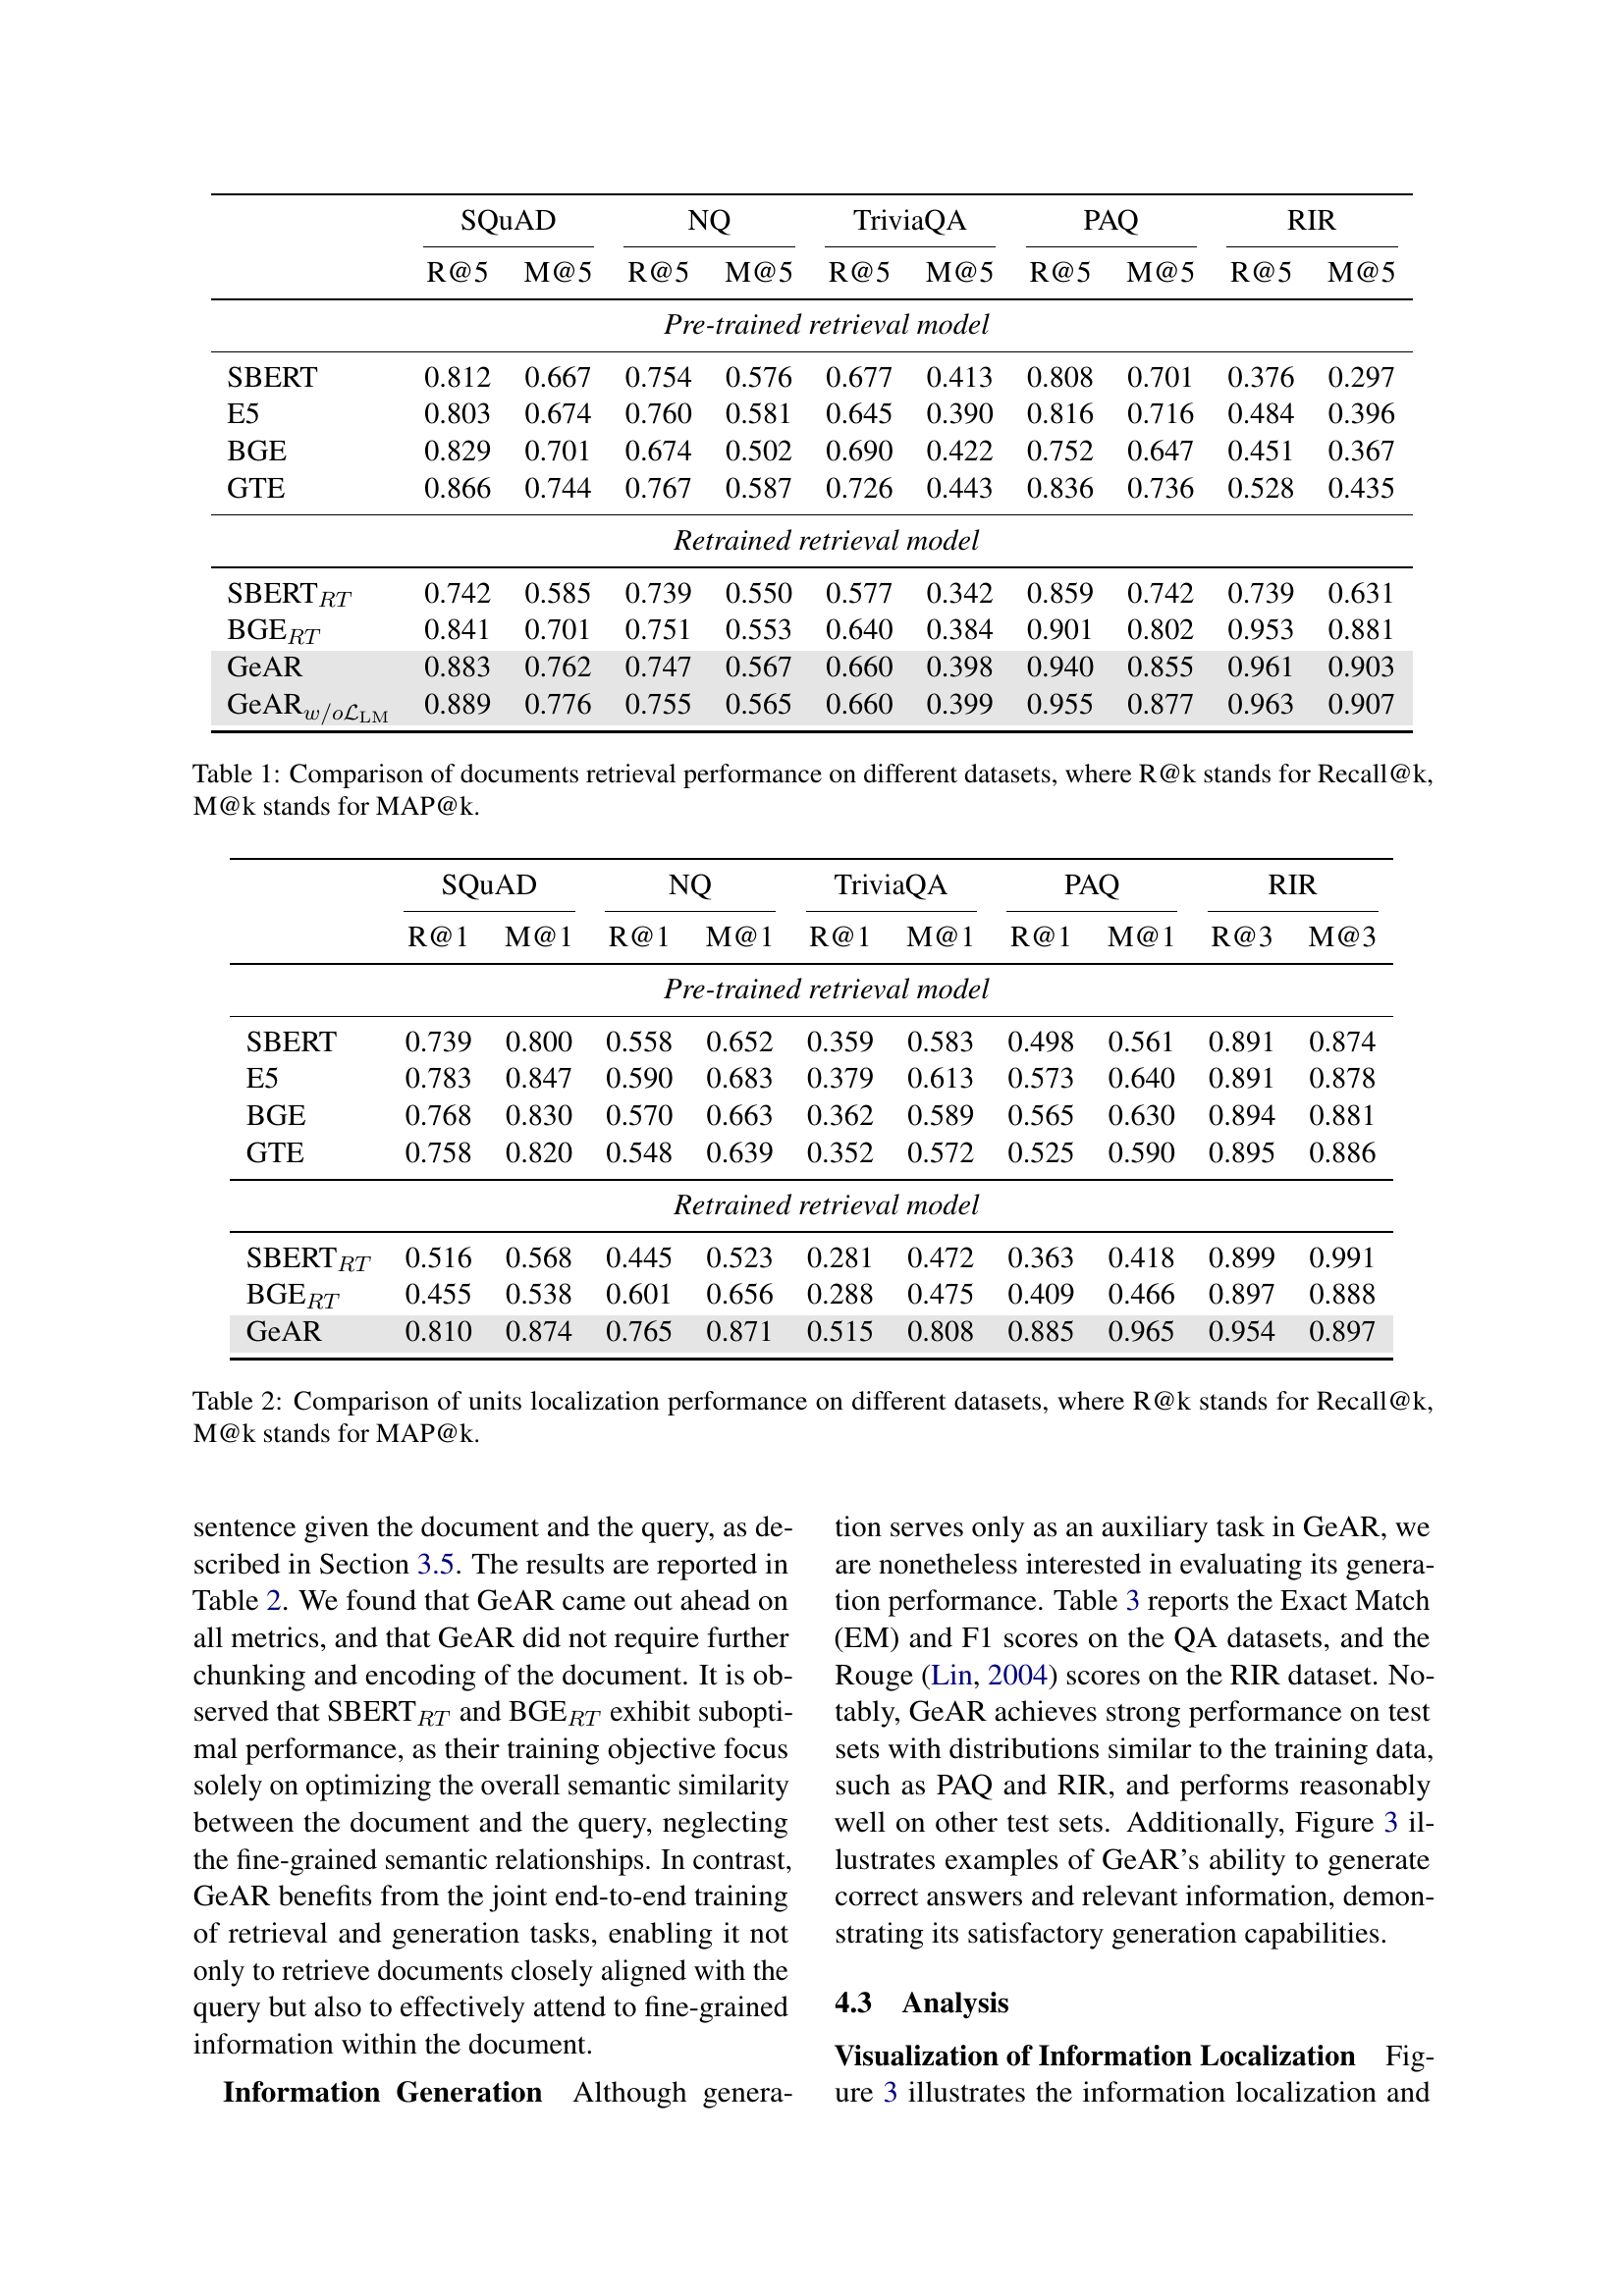 SQuAD NQ TriviaQA PAQ RIR
R@5 M@5 R@5 M@5 R@5 M@5 R@5 M@5 R@5 M@5
Pre-trained retrieval model
SBERT 0.812 0.667 0.754 0.576 0.677 0.413 0.808 0.701 0.376 0.297
E5 0.803 0.674 0.760 0.581 0.645 0.390 0.816 0.716 0.484 0.396
BGE 0.829 0.701 0.674 0.502 0.690 0.422 0.752 0.647 0.451 0.367
GTE 0.866 0.744 0.767 0.587 0.726 0.443 0.836 0.736 0.528 0.435
Retrained retrieval model
SBERT RT 0.742 0.585 0.739 0.550 0.577 0.342 0.859 0.742 0.739 0.631
BGE RT 0.841 0.701 0.751 0.553 0.640 0.384 0.901 0.802 0.953 0.881
GeAR 0.883 0.762 0.747 0.567 0.660 0.398 0.940 0.855 0.961 0.903
GeAR w/o ℒ LM 0.889 0.776 0.755 0.565 0.660 0.399 0.955 0.877 0.963 0.907
Table 1: Comparison of documents retrieval performance on different datasets, where R@k stands for Recall@k,
M@k stands for MAP@k.
SQuAD NQ TriviaQA PAQ RIR
R@1 M@1 R@1 M@1 R@1 M@1 R@1 M@1 R@3 M@3
Pre-trained retrieval model
SBERT 0.739 0.800 0.558 0.652 0.359 0.583 0.498 0.561 0.891 0.874
E5 0.783 0.847 0.590 0.683 0.379 0.613 0.573 0.640 0.891 0.878
BGE 0.768 0.830 0.570 0.663 0.362 0.589 0.565 0.630 0.894 0.881
GTE 0.758 0.820 0.548 0.639 0.352 0.572 0.525 0.590 0.895 0.886
Retrained retrieval model
SBERT RT 0.516 0.568 0.445 0.523 0.281 0.472 0.363 0.418 0.899 0.991
BGE RT 0.455 0.538 0.601 0.656 0.288 0.475 0.409 0.466 0.897 0.888
GeAR 0.810 0.874 0.765 0.871 0.515 0.808 0.885 0.965 0.954 0.897
Table 2: Comparison of units localization performance on different datasets, where R@k stands for Recall@k,
M@k stands for MAP@k.
sentence given the document and the query, as de-
scribed in Section 3.5. The results are reported in
Table 2. We found that GeAR came out ahead on
all metrics, and that GeAR did not require further
chunking and encoding of the document. It is ob-
served that SBERT RT and BGE RT exhibit subopti-
mal performance, as their training objective focus
solely on optimizing the overall semantic similarity
between the document and the query, neglecting
the fine-grained semantic relationships. In contrast,
GeAR benefits from the joint end-to-end training
of retrieval and generation tasks, enabling it not
only to retrieve documents closely aligned with the
query but also to effectively attend to fine-grained
information within the document.
Information Generation Although genera-
tion serves only as an auxiliary task in GeAR, we
are nonetheless interested in evaluating its genera-
tion performance. Table 3 reports the Exact Match
(EM) and F1 scores on the QA datasets, and the
Rouge (Lin, 2004) scores on the RIR dataset. No-
tably, GeAR achieves strong performance on test
sets with distributions similar to the training data,
such as PAQ and RIR, and performs reasonably
well on other test sets. Additionally, Figure 3 il-
lustrates examples of GeAR's ability to generate
correct answers and relevant information, demon-
strating its satisfactory generation capabilities.
4.3 Analysis
Visualization of Information Localization Fig-
ure 3 illustrates the information localization and